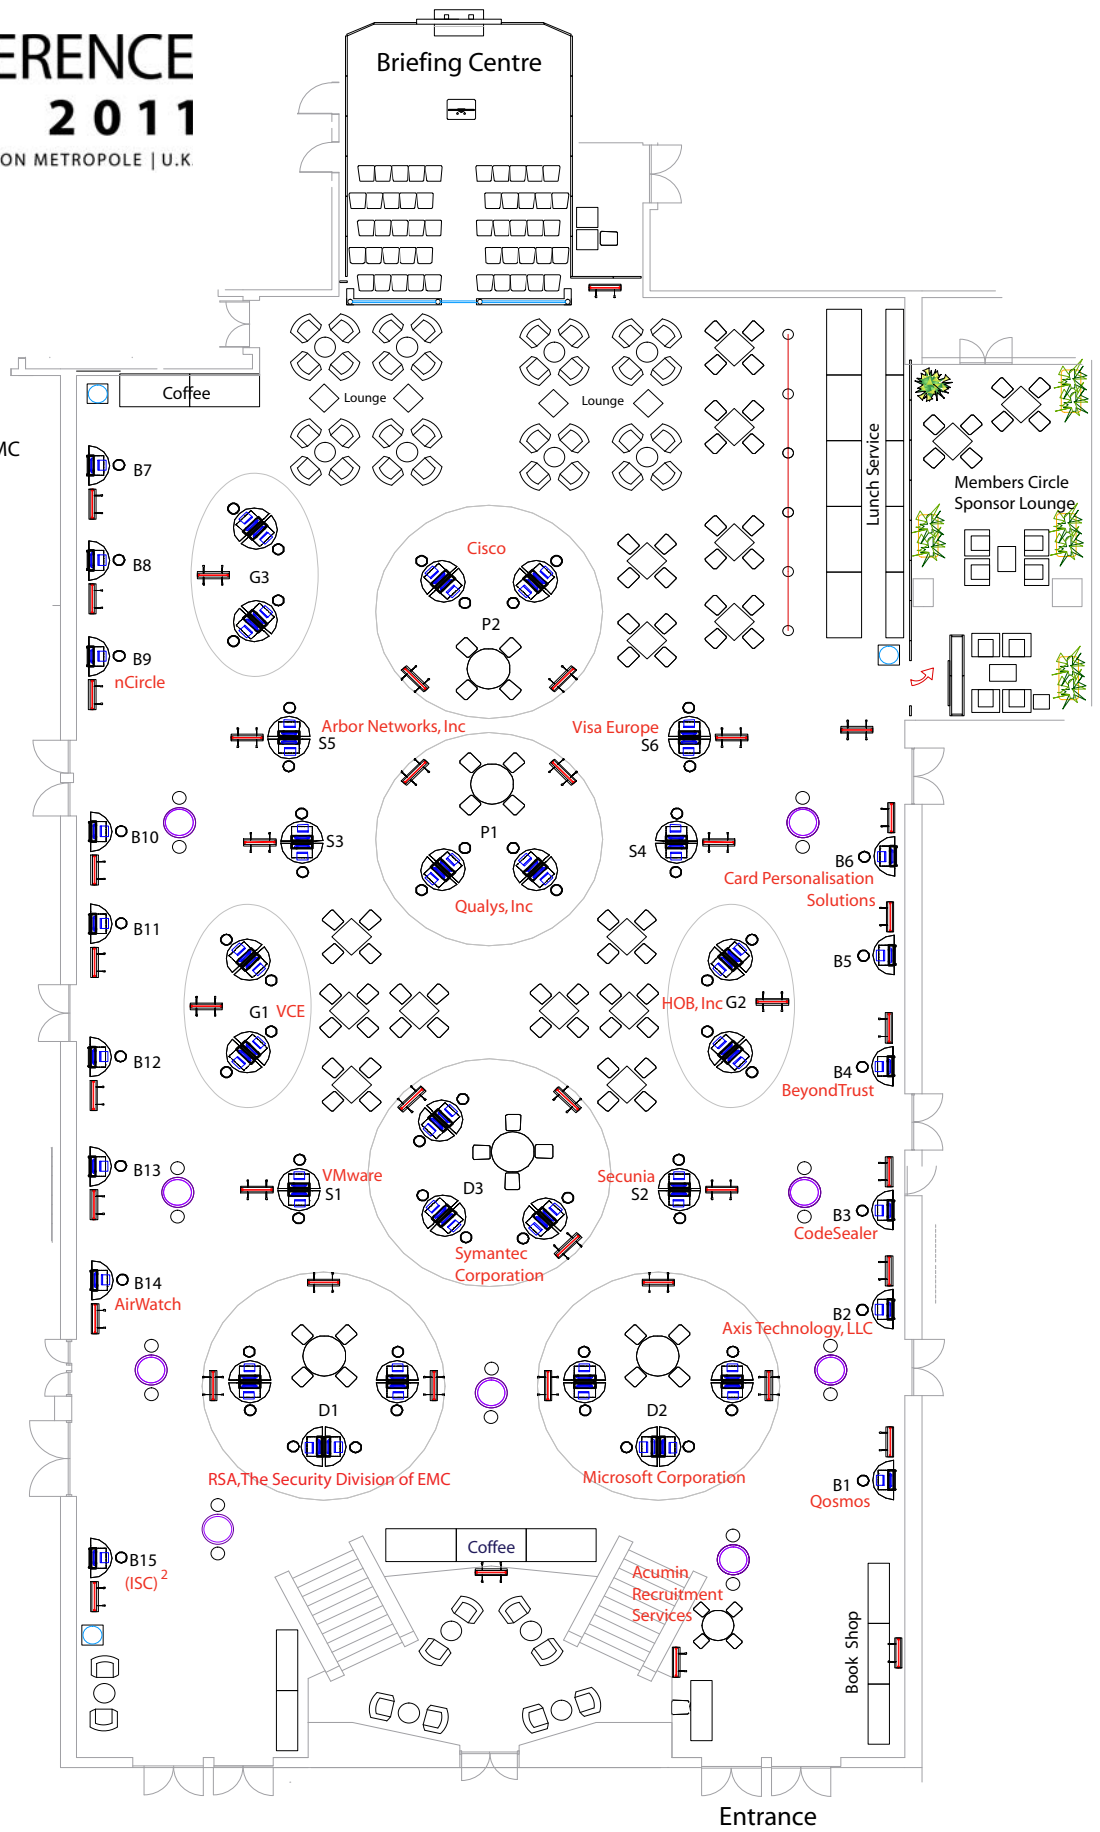 ERENCE
2011
ON METROPOLE | U.K.
Briefing Centre
Coffee
Lounge
Lounge
Lunch Service
MC
B7
Members Circle
Sponsor Lounge
Cisco
B8
G3
P2
B9
nCircle
Arbor Networks, Inc
S5
Visa Europe
S6
B10
S3
P1
S4
B6
Card Personalisation
Solutions
Qualys, Inc
B11
B5
G1 VCE
HOB, Inc G2
B12
B4
BeyondTrust
B13
VMware
S1
D3
Secunia
S2
B3
CodeSealer
Symantec
Corporation
B14
AirWatch
B2
Axis Technology, LLC
D1
D2
RSA,The Security Division of EMC
Microsoft Corporation
B1
Qosmos
Coffee
B15
(ISC) 2
Acumin
Recruitment
Services
Book Shop
Entrance